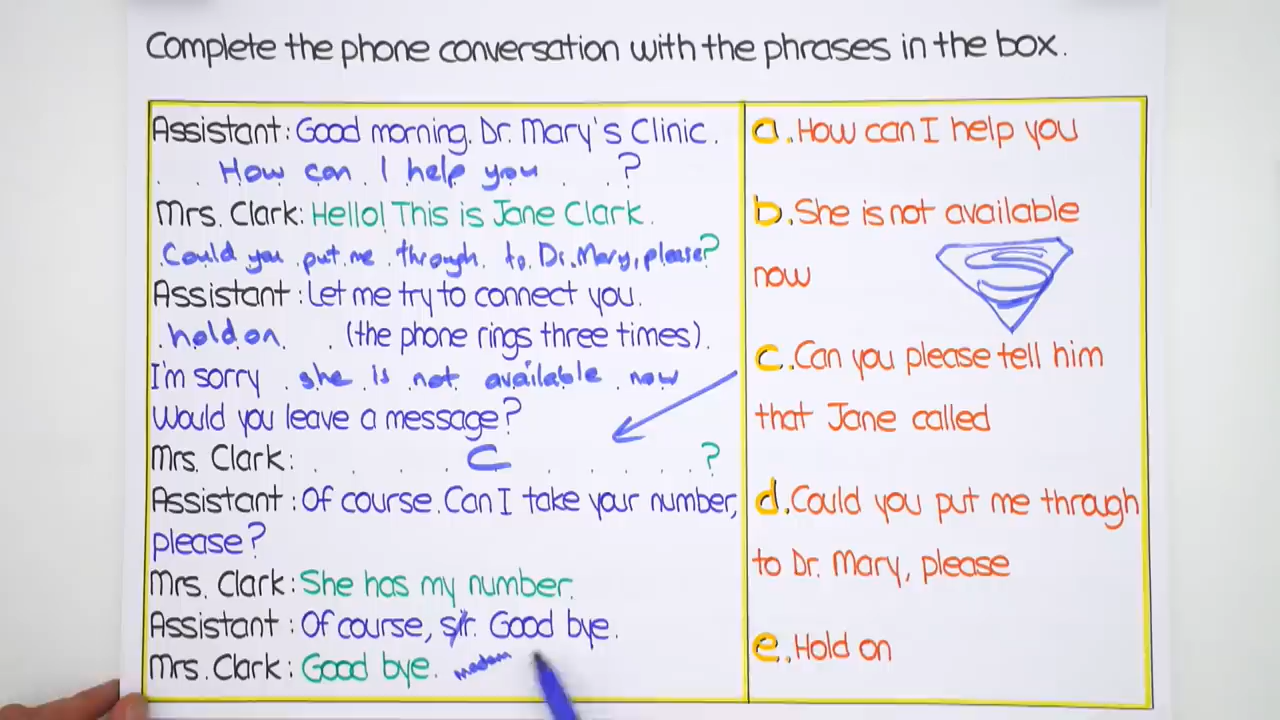 Complete the phone conversation with the phrases in the box.
Assistant: Good morning. Dr. Mary's Clinic.
. . How can I help you . . ?
Mrs. Clark: Hello! This is Jane Clark.
Could you put me through to Dr. Mary, please?
Assistant: Let me try to connect you.
. hold on . (the phone rings three times).
I'm sorry she is not available now
Would you leave a message?
Mrs. Clark: . . . . C . . . . . ?
Assistant: Of course. Can I take your number,
please?
Mrs. Clark: She has my number.
Assistant: Of course, sir. Good bye.
Mrs. Clark: Good bye. madam
a. How can I help you
b. She is not available
now
S
c. Can you please tell him
that Jane called
d. Could you put me through
to Dr. Mary, please
e. Hold on